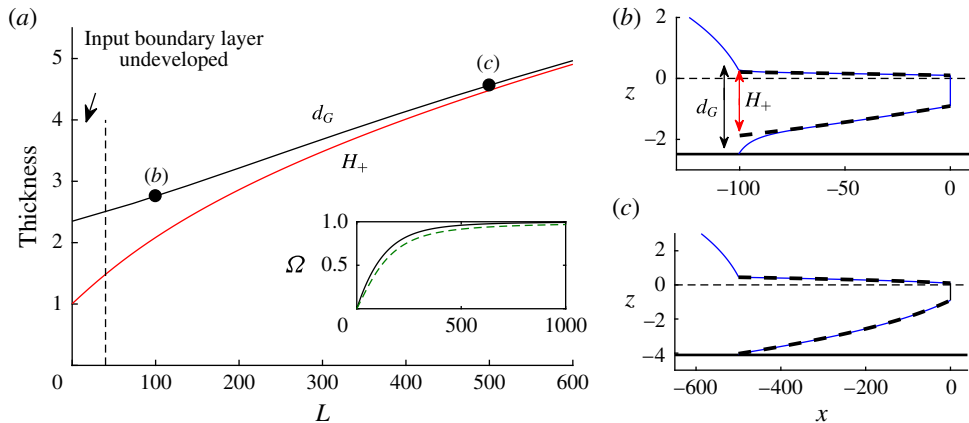 (a)
Input boundary layer
undeveloped
Thickness
5
4
3
2
1
0 100 200 300 400 500 600
L
d_G
H_+
(b)
(c)
Ω
1.0
0.5
0 500 1000
(b)
2
0
−2
z
d_G
H_+
−100 −50 0
(c)
2
0
−2
−4
z
−600 −400 −200 0
x